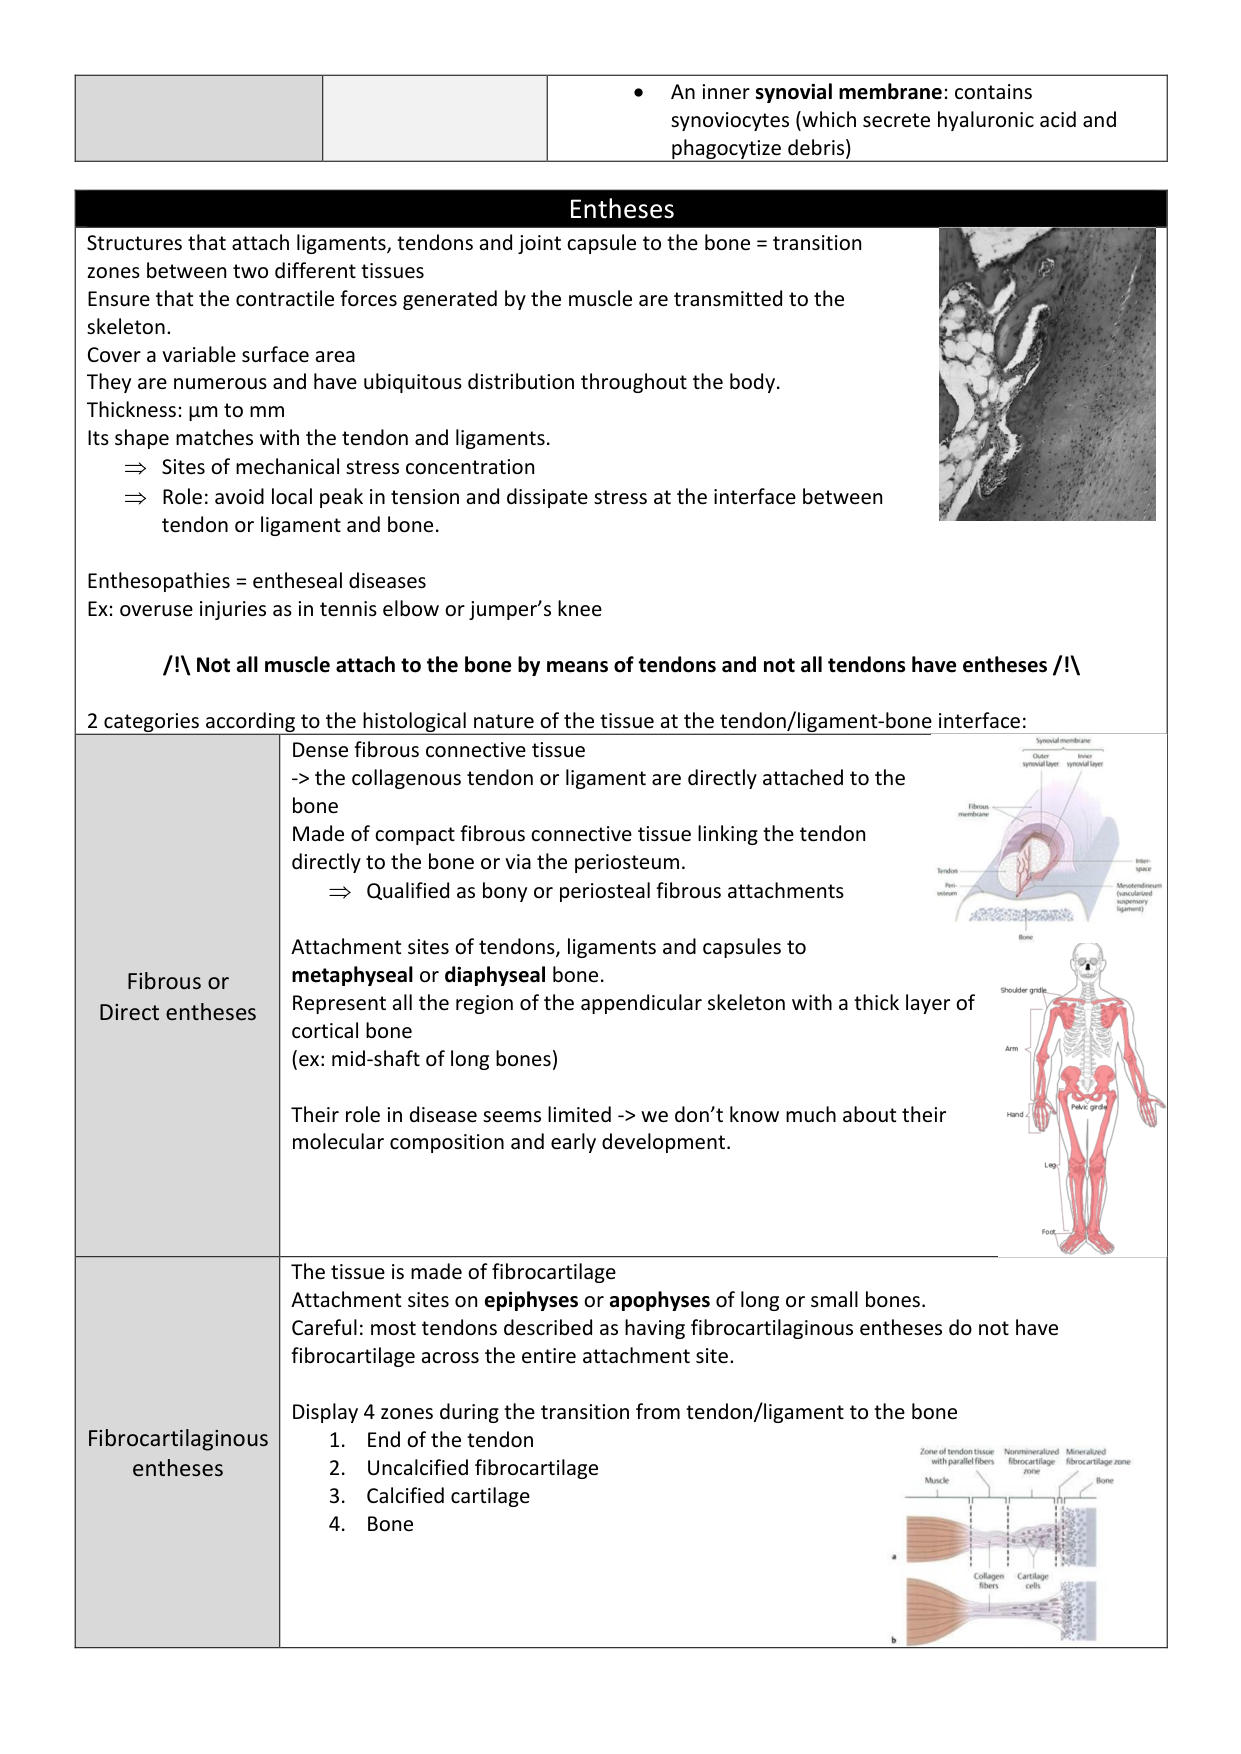 • An inner synovial membrane: contains
synoviocytes (which secrete hyaluronic acid and
phagocytize debris)
Entheses
Structures that attach ligaments, tendons and joint capsule to the bone = transition
zones between two different tissues
Ensure that the contractile forces generated by the muscle are transmitted to the
skeleton.
Cover a variable surface area
They are numerous and have ubiquitous distribution throughout the body.
Thickness: µm to mm
Its shape matches with the tendon and ligaments.
⇒ Sites of mechanical stress concentration
⇒ Role: avoid local peak in tension and dissipate stress at the interface between
tendon or ligament and bone.
Enthesopathies = entheseal diseases
Ex: overuse injuries as in tennis elbow or jumper’s knee
/!\ Not all muscle attach to the bone by means of tendons and not all tendons have entheses /!\
2 categories according to the histological nature of the tissue at the tendon/ligament-bone interface:
Fibrous or
Direct entheses
Dense fibrous connective tissue
-> the collagenous tendon or ligament are directly attached to the
bone
Made of compact fibrous connective tissue linking the tendon
directly to the bone or via the periosteum.
⇒ Qualified as bony or periosteal fibrous attachments
Attachment sites of tendons, ligaments and capsules to
metaphyseal or diaphyseal bone.
Represent all the region of the appendicular skeleton with a thick layer of
cortical bone
(ex: mid-shaft of long bones)
Their role in disease seems limited -> we don’t know much about their
molecular composition and early development.
Synovial membrane
Outer
synovial layer
Inner
synovial layer
Fibrous
membrane
Tendon
Peri-
osteum
Inter-
space
Mesotendineum
(vascularized
suspensory
ligament)
Bone
Shoulder girdle
Arm
Hand
Pelvic girdle
Leg
Foot
Fibrocartilaginous
entheses
The tissue is made of fibrocartilage
Attachment sites on epiphyses or apophyses of long or small bones.
Careful: most tendons described as having fibrocartilaginous entheses do not have
fibrocartilage across the entire attachment site.
Display 4 zones during the transition from tendon/ligament to the bone
1. End of the tendon
2. Uncalcified fibrocartilage
3. Calcified cartilage
4. Bone
Zone of tendon tissue
with parallel fibers
Nonmineralized
fibrocartilage
zone
Mineralized
fibrocartilage zone
Muscle
Bone
a
Collagen
fibers
Cartilage
cells
b